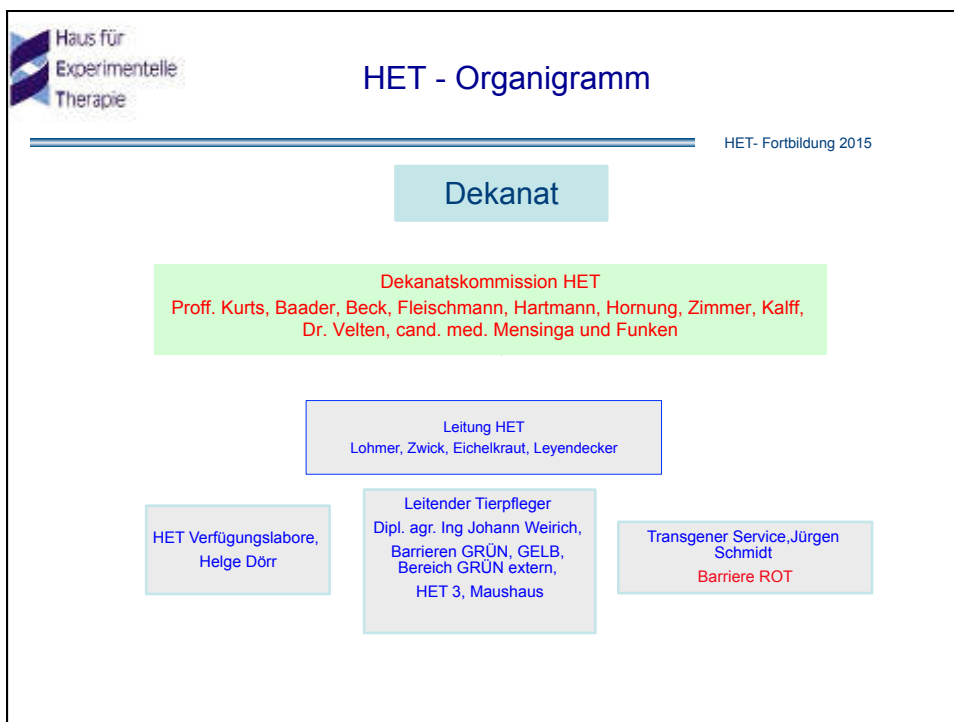 Haus für
Experimentelle
Therapie
HET - Organigramm
HET- Fortbildung 2015
Dekanat
Dekanatskommission HET
Proff. Kurts, Baader, Beck, Fleischmann, Hartmann, Hornung, Zimmer, Kalff,
Dr. Velten, cand. med. Mensinga und Funken
Leitung HET
Lohmer, Zwick, Eichelkraut, Leyendecker
HET Verfügungslabore,
Helge Dörr
Leitender Tierpfleger
Dipl. agr. Ing Johann Weirich,
Barrieren GRÜN, GELB,
Bereich GRÜN extern,
HET 3, Maushaus
Transgener Service,Jürgen
Schmidt
Barriere ROT